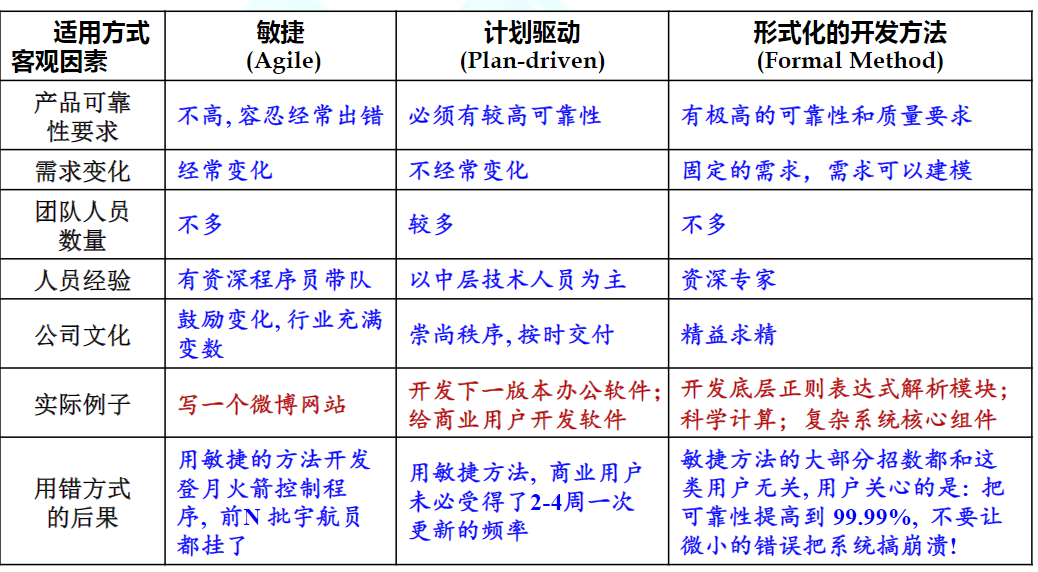 适用方式
客观因素
敏捷
(Agile)
计划驱动
(Plan-driven)
形式化的开发方法
(Formal Method)
产品可靠
性要求
不高, 容忍经常出错
必须有较高可靠性
有极高的可靠性和质量要求
需求变化
经常变化
不经常变化
固定的需求，需求可以建模
团队人员
数量
不多
较多
不多
人员经验
有资深程序员带队
以中层技术人员为主
资深专家
公司文化
鼓励变化, 行业充满
变数
崇尚秩序, 按时交付
精益求精
实际例子
写一个微博网站
开发下一版本办公软件；
给商业用户开发软件
开发底层正则表达式解析模块；
科学计算；复杂系统核心组件
用错方式
的后果
用敏捷的方法开发
登月火箭控制程
序, 前N 批宇航员
都挂了
用敏捷方法, 商业用户
未必受得了2-4周一次
更新的频率
敏捷方法的大部分招数都和这
类用户无关, 用户关心的是: 把
可靠性提高到 99.99%, 不要让
微小的错误把系统搞崩溃!